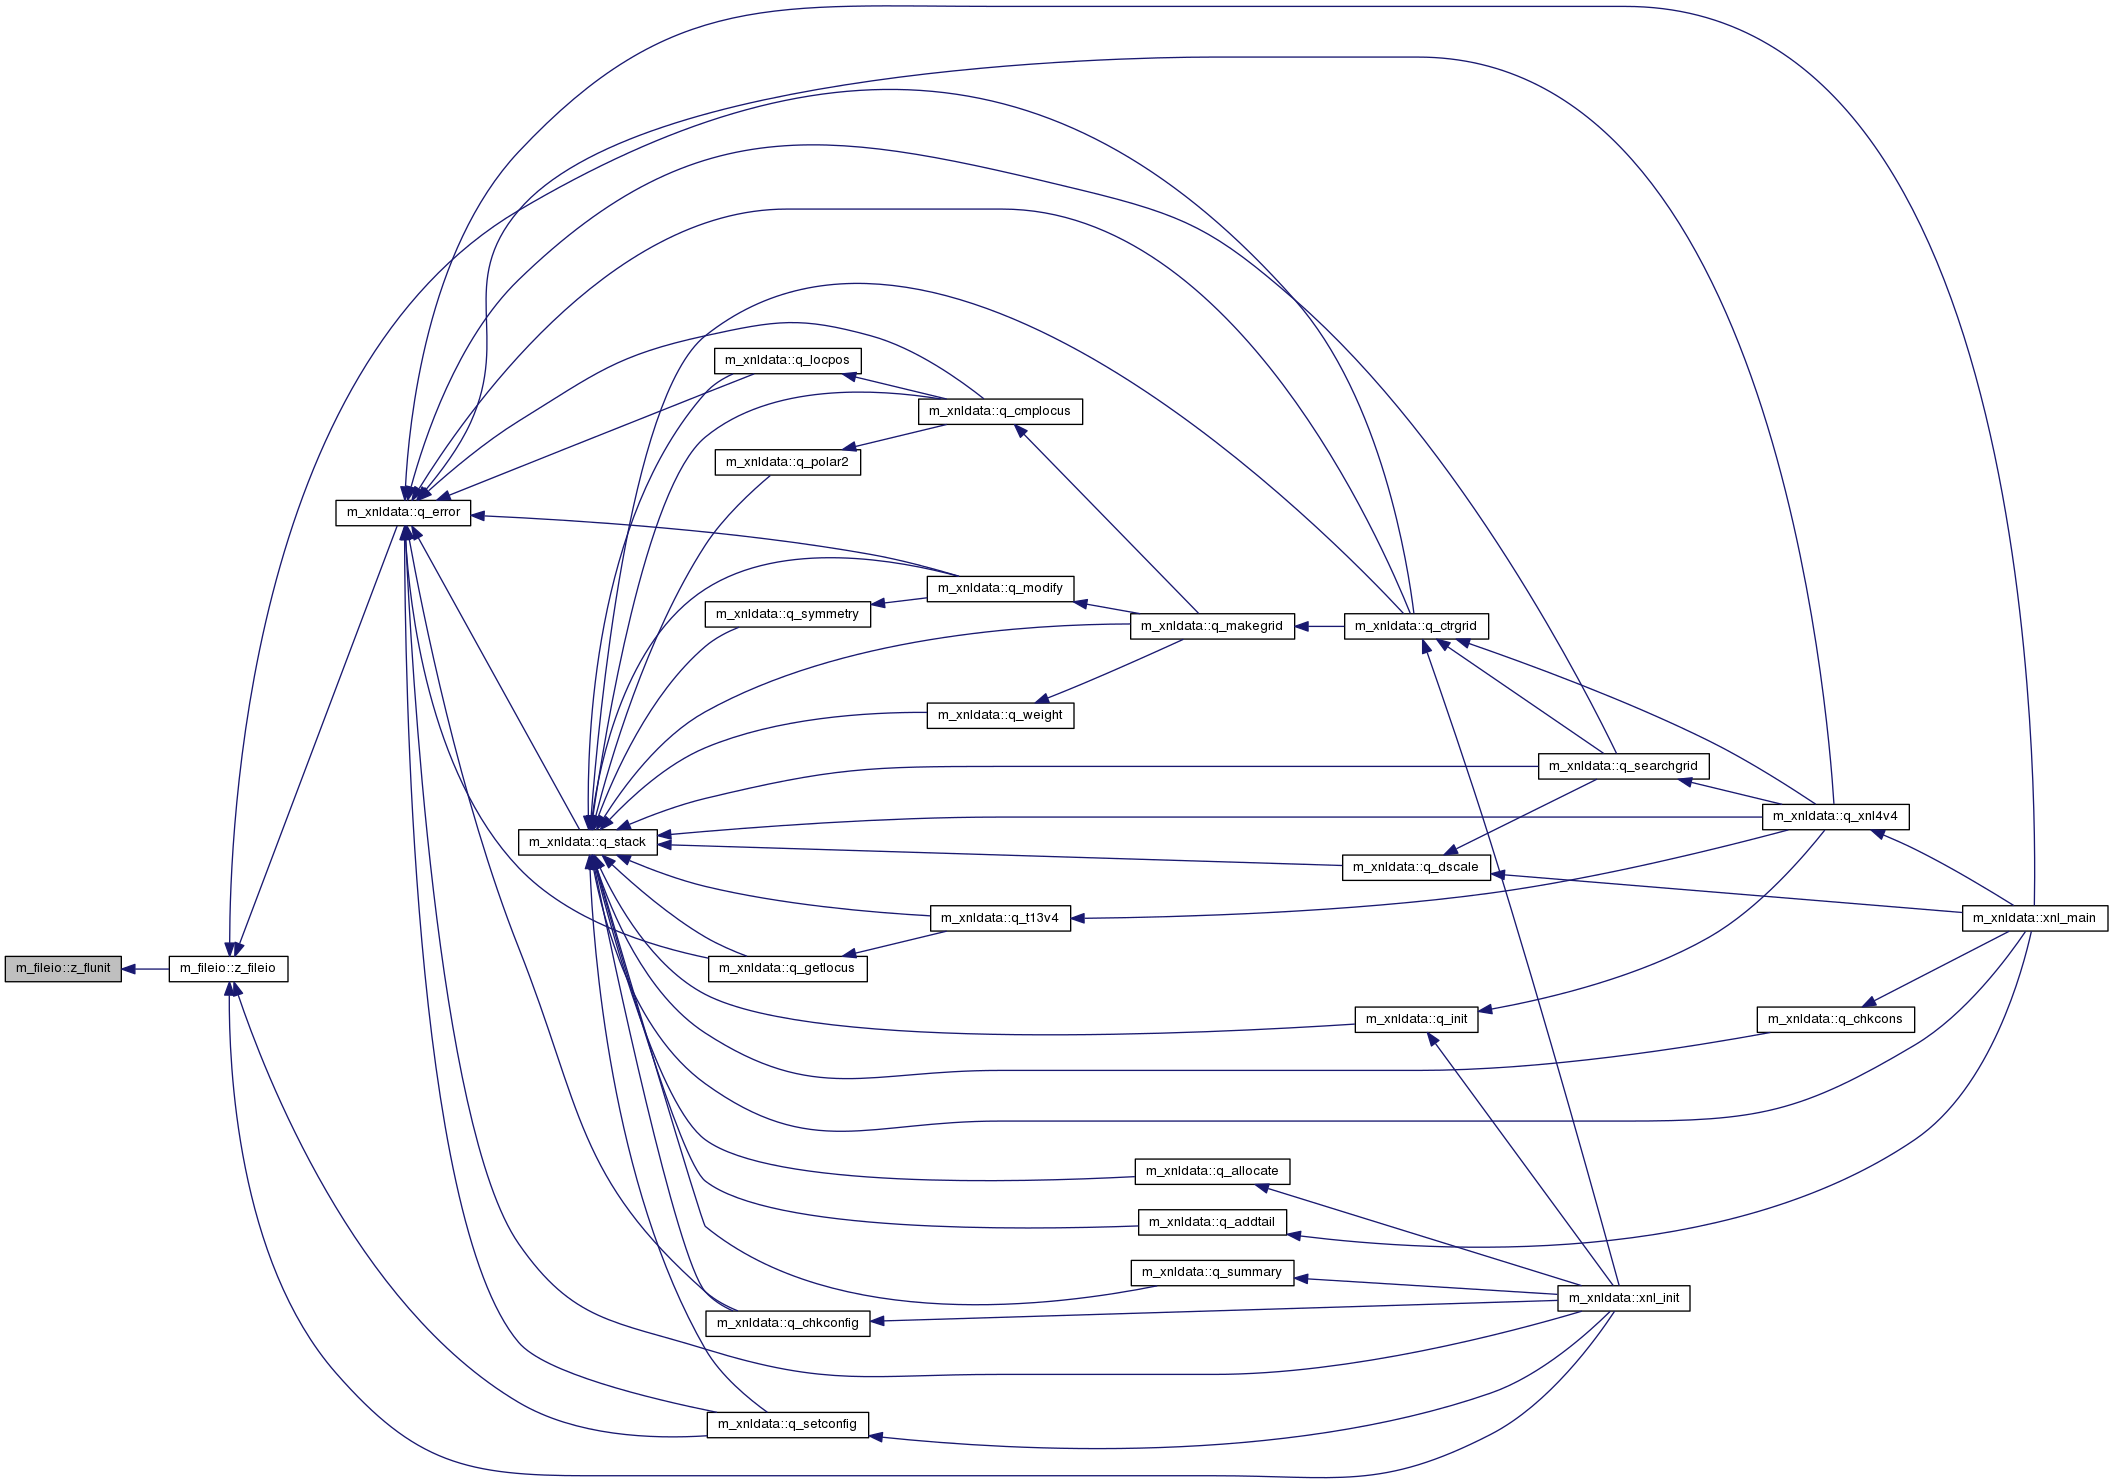 m_xnldata::q_locpos
m_xnldata::q_cmplocus
m_xnldata::q_polar2
m_xnldata::q_error
m_xnldata::q_modify
m_xnldata::q_symmetry
m_xnldata::q_makegrid
m_xnldata::q_ctrgrid
m_xnldata::q_weight
m_xnldata::q_searchgrid
m_xnldata::q_xnl4v4
m_xnldata::q_stack
m_xnldata::q_dscale
m_xnldata::q_t13v4
m_xnldata::xnl_main
m_fileio::z_flunit
m_fileio::z_fileio
m_xnldata::q_getlocus
m_xnldata::q_init
m_xnldata::q_chkcons
m_xnldata::q_allocate
m_xnldata::q_addtail
m_xnldata::q_summary
m_xnldata::xnl_init
m_xnldata::q_chkconfig
m_xnldata::q_setconfig